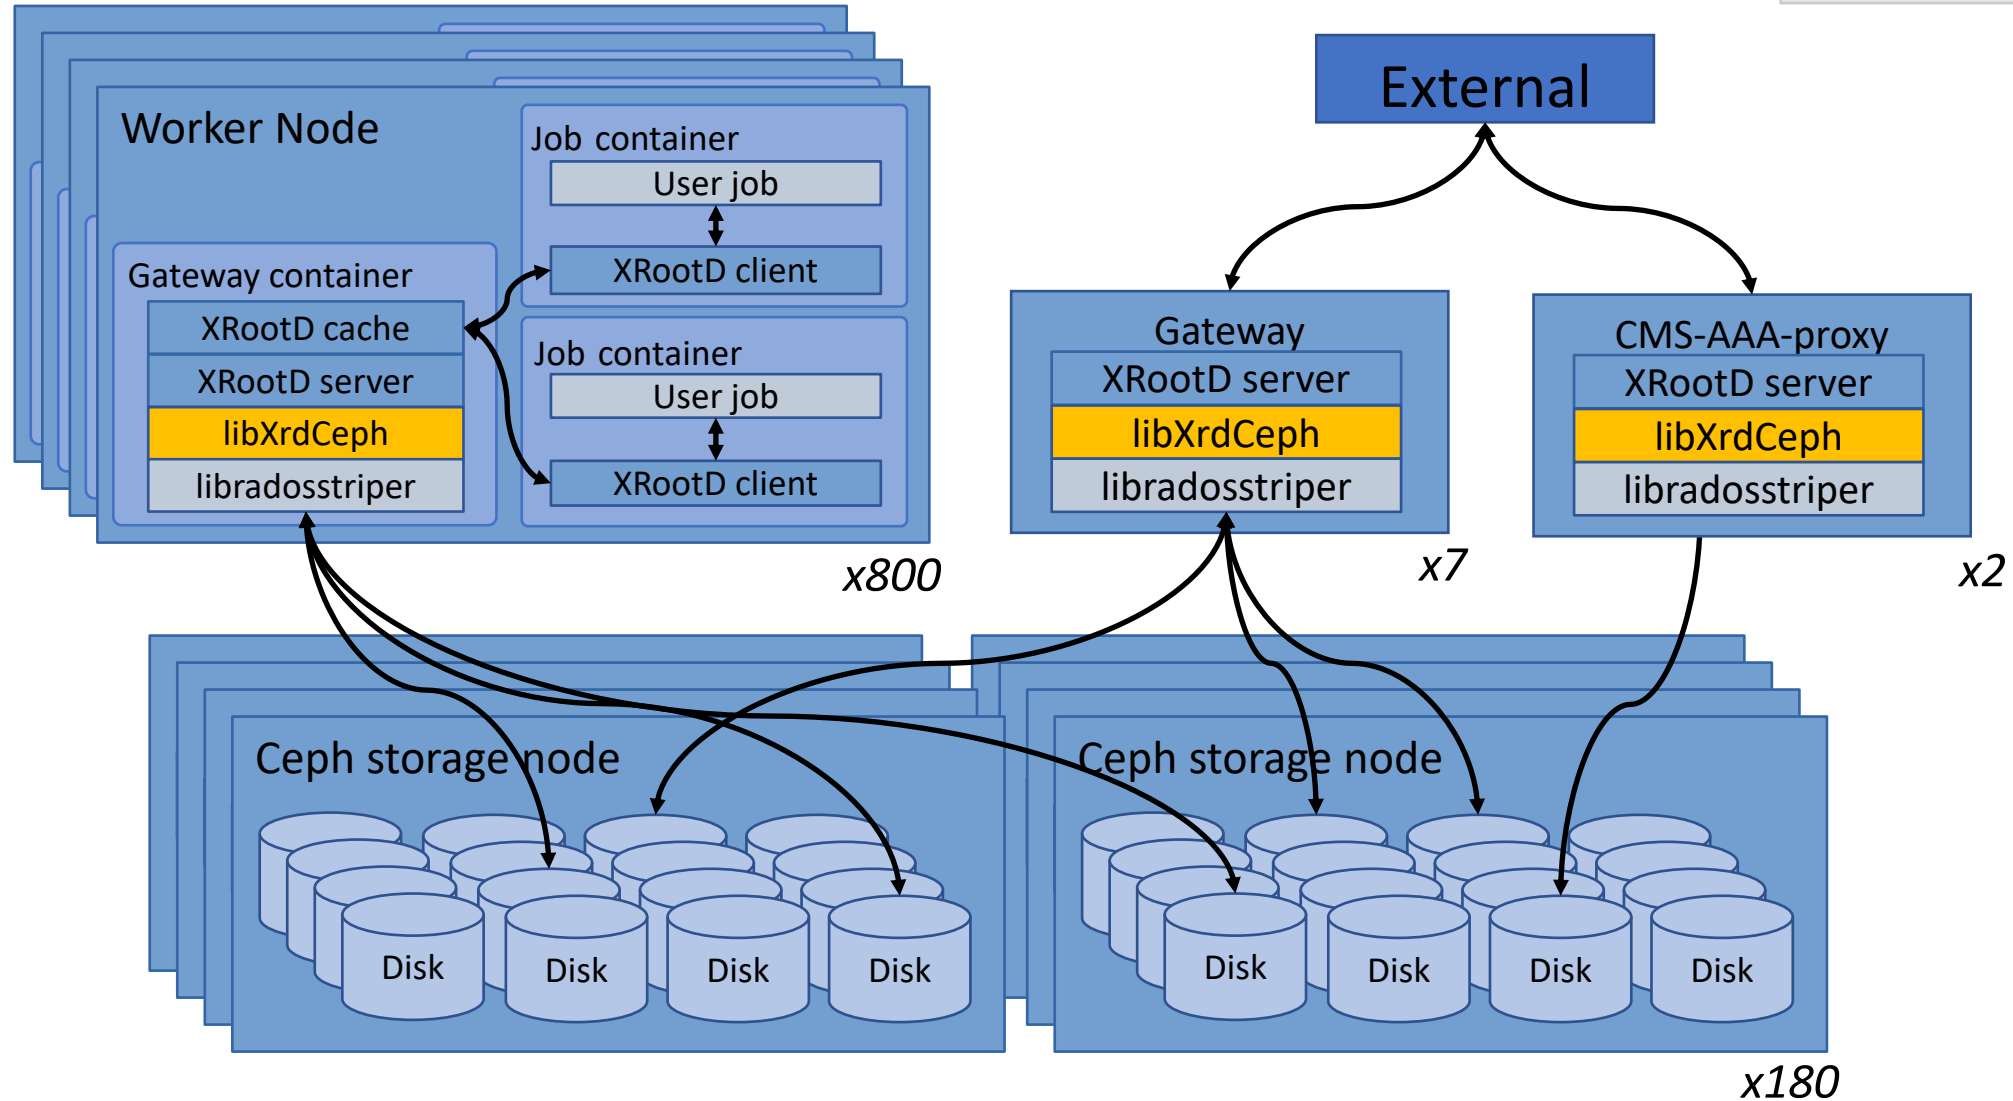 Worker Node
Job container
User job
XRootD client
Gateway container
XRootD cache
XRootD server
libXrdCeph
libradosstriper
Job container
User job
XRootD client
x800
External
Gateway
XRootD server
libXrdCeph
libradosstriper
x7
CMS-AAA-proxy
XRootD server
libXrdCeph
libradosstriper
x2
Ceph storage node
Disk Disk Disk Disk
Ceph storage node
Disk Disk Disk Disk
x180